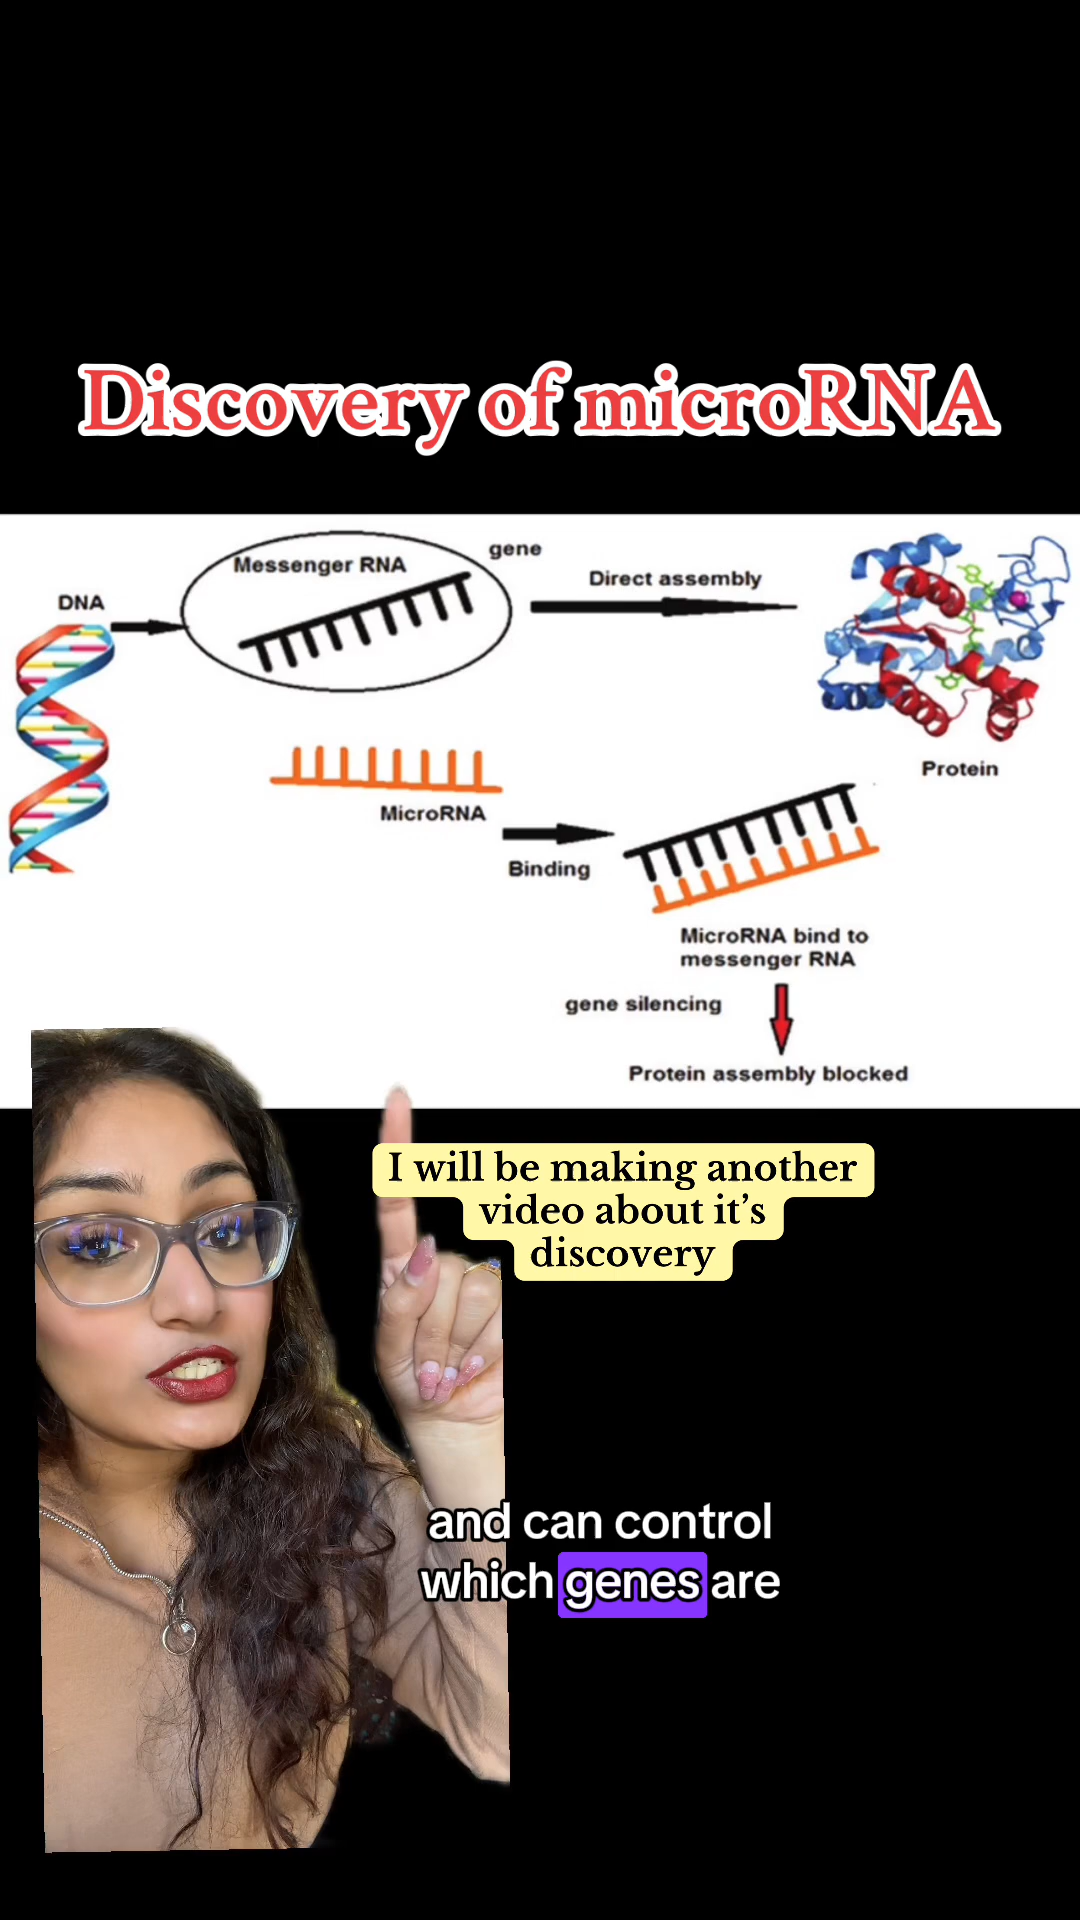 Discovery of microRNA
gene
Messenger RNA
Direct assembly
DNA
Protein
MicroRNA
Binding
MicroRNA bind to
messenger RNA
gene silencing
Protein assembly blocked
I will be making another
video about it’s
discovery
and can control
which genes are